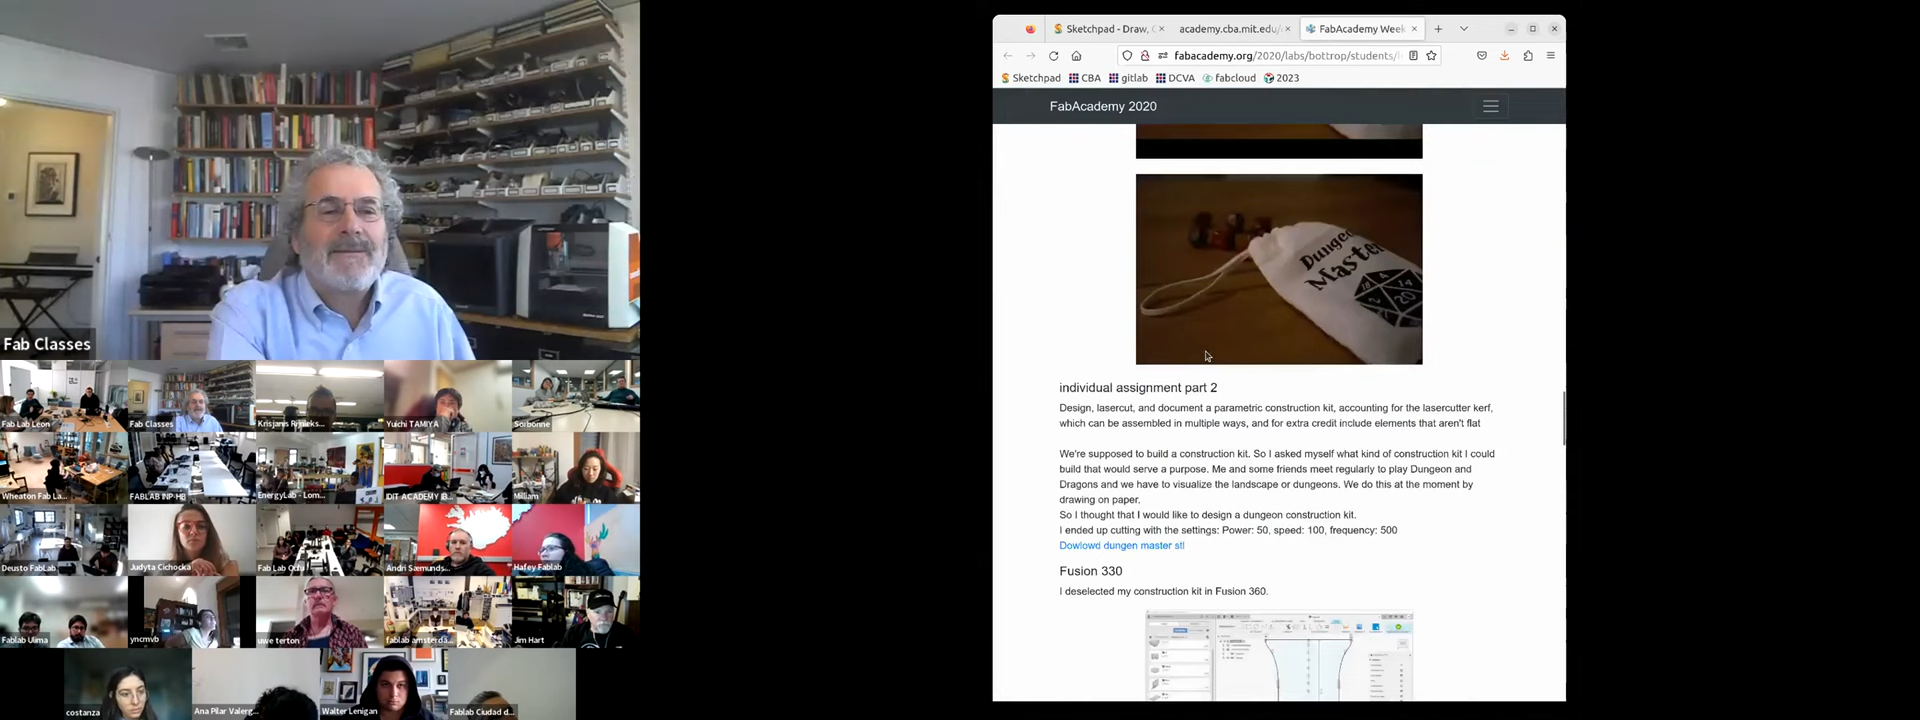 Fab Classes
Fab Lab Leon
Fab Classes
Krisjanis Rijnieks...
Yuichi TAMIYA
Sorbonne
Wheaton Fab La...
FABLAB INP-HB
EnergyLab - Lom...
IDIT ACADEMY IB...
Miliam
Deusto FabLab
Judyta Cichocka
Fab Lab Oulu
Andri Sæmunds...
Hafey Fablab
Fablab Ulima
yncmvb
uwe terton
fablab amsterda...
Jim Hart
costanza
Ana Pilar Valerg...
Walter Lenigan
Fablab Ciudad d...
Sketchpad - Draw, C
academy.cba.mit.edu/
FabAcademy Week
fabacademy.org/2020/labs/bottrop/students/
Sketchpad
CBA
gitlab
DCVA
fabcloud
2023
FabAcademy 2020
Dungeon
Master
14
20
2
individual assignment part 2
Design, lasercut, and document a parametric construction kit, accounting for the lasercutter kerf,
which can be assembled in multiple ways, and for extra credit include elements that aren't flat
We're supposed to build a construction kit. So I asked myself what kind of construction kit I could
build that would serve a purpose. Me and some friends meet regularly to play Dungeon and
Dragons and we have to visualize the landscape or dungeons. We do this at the moment by
drawing on paper.
So I thought that I would like to design a dungeon construction kit.
I ended up cutting with the settings: Power: 50, speed: 100, frequency: 500
Dowlowd dungen master stl
Fusion 330
I deselected my construction kit in Fusion 360.